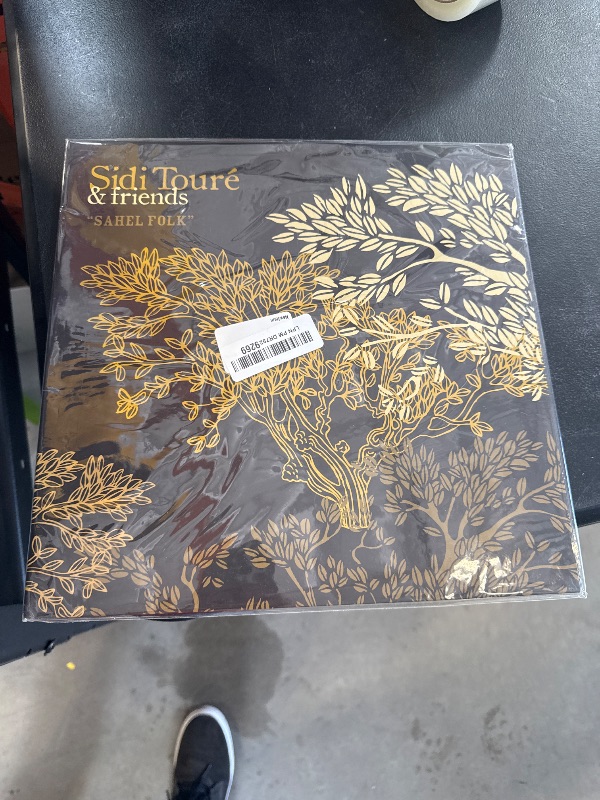 Sidi Touré
& friends
"SAHEL FOLK"